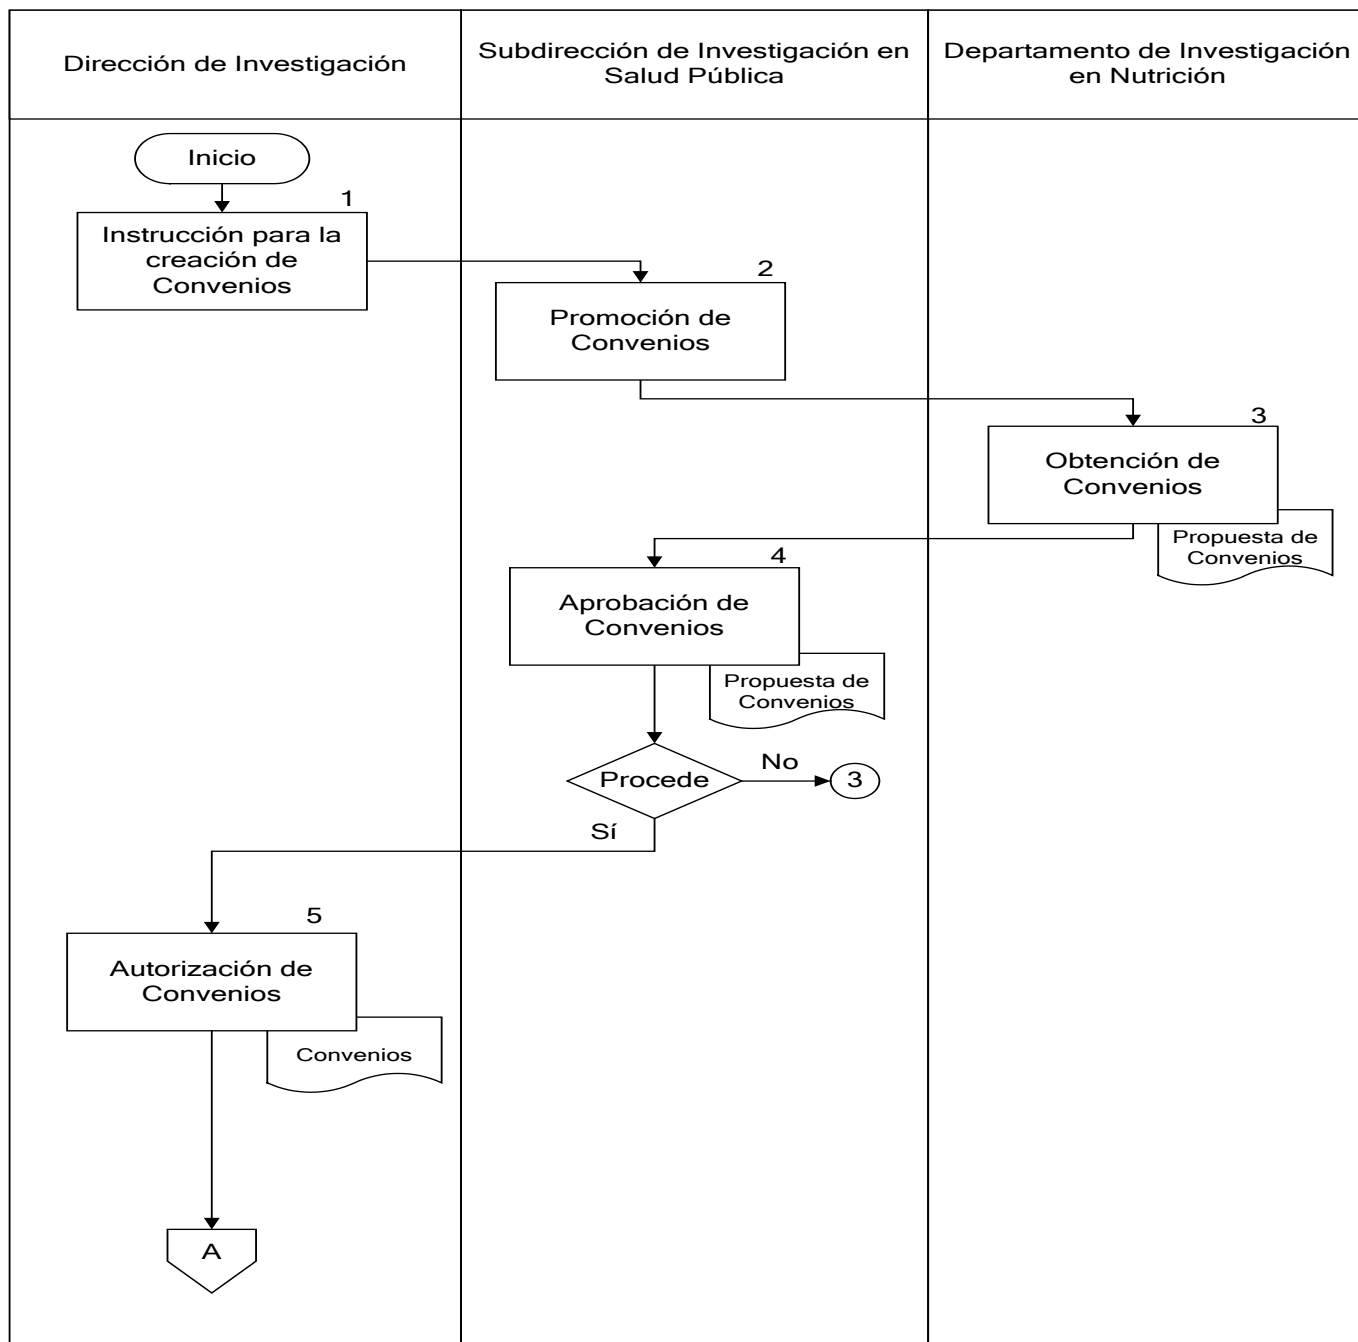 Dirección de Investigación
Subdirección de Investigación en
Salud Pública
Departamento de Investigación
en Nutrición
Inicio
1
Instrucción para la
creación de
Convenios
2
Promoción de
Convenios
3
Obtención de
Convenios
Propuesta de
Convenios
4
Aprobación de
Convenios
Propuesta de
Convenios
Procede
No
3
Sí
5
Autorización de
Convenios
Convenios
A